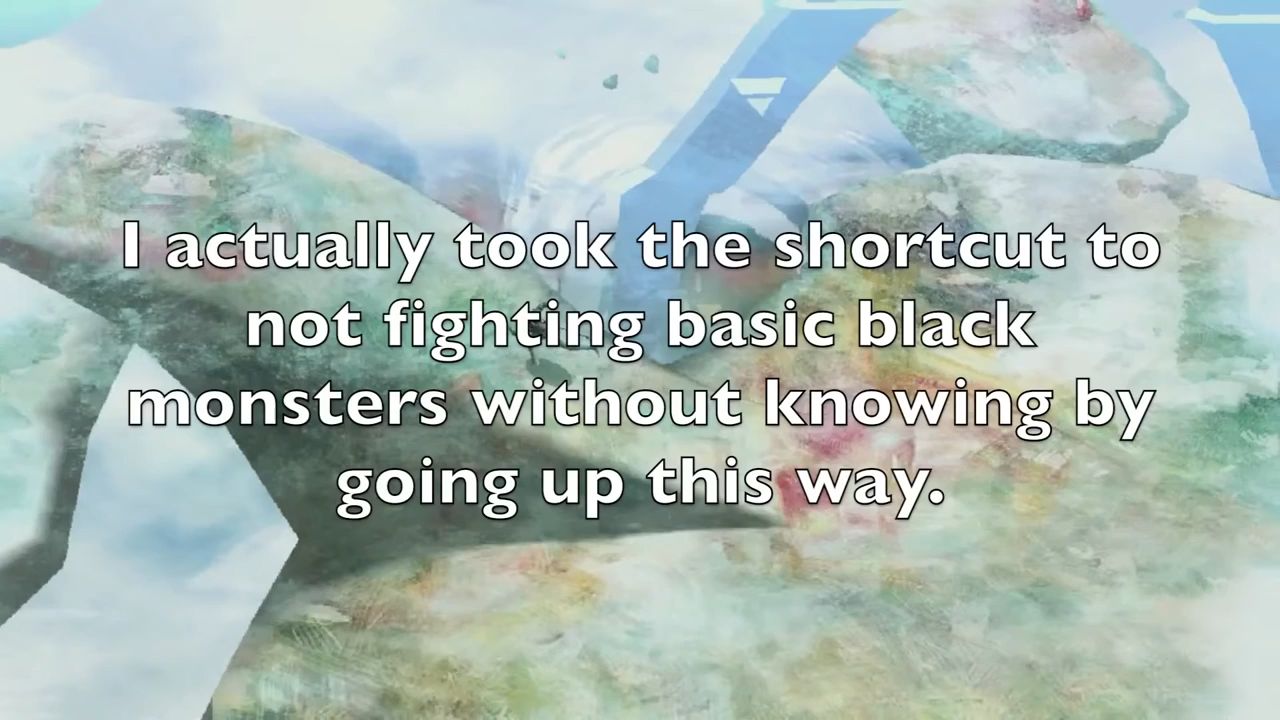 I actually took the shortcut to
not fighting basic black
monsters without knowing by
going up this way.